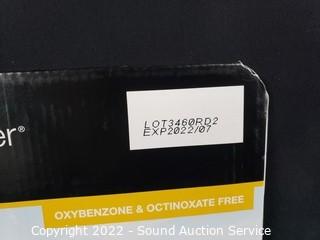 LOT3460RD2
EXP2022/07
er®
OXYBENZONE & OCTINOXATE FREE
Copyright 2022 - Sound Auction Service